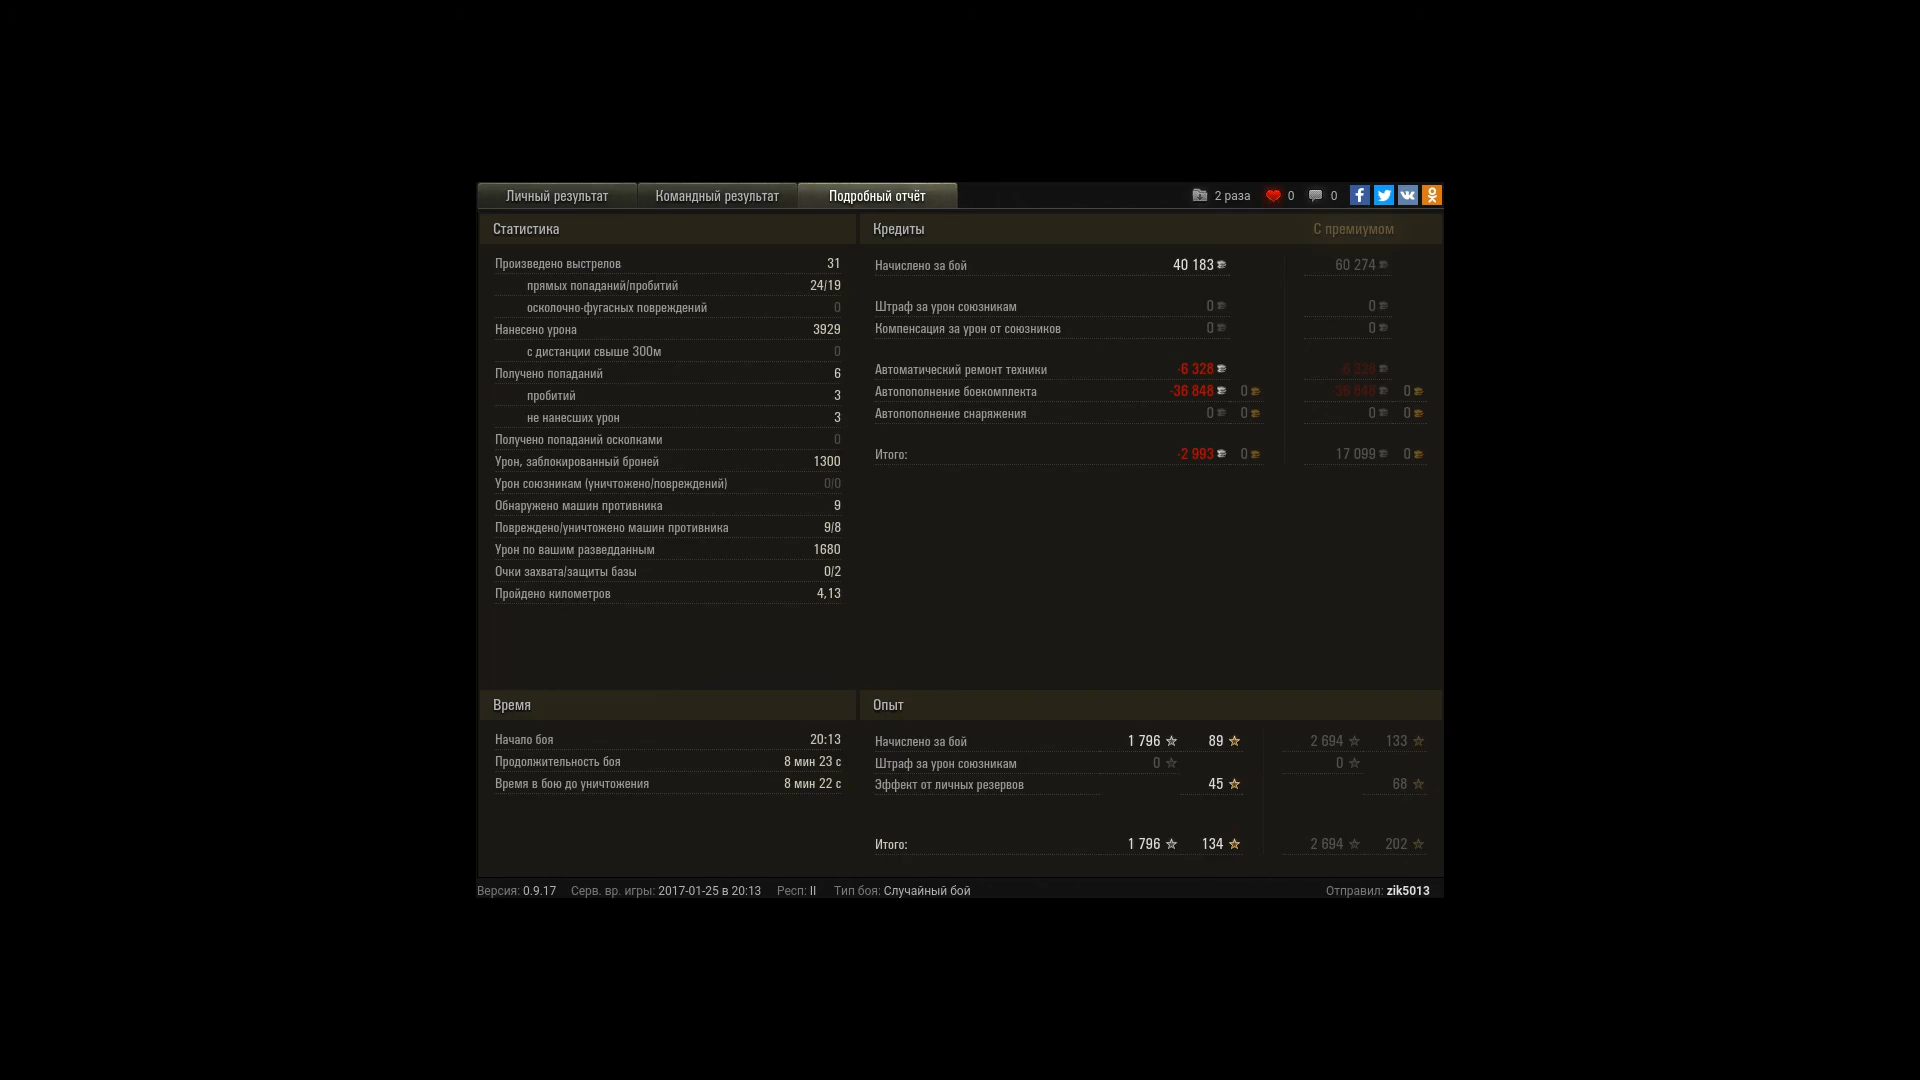 Личный результат Командный результат Подробный отчёт 2 раза 0 0
Статистика
Произведено выстрелов 31
прямых попаданий/пробитий 24/19
осколочно-фугасных повреждений 0
Нанесено урона 3929
с дистанции свыше 300м 0
Получено попаданий 6
пробитий 3
не нанесших урон 3
Получено попаданий осколками 0
Урон, заблокированный броней 1300
Урон союзникам (уничтожено/повреждений) 0/0
Обнаружено машин противника 9
Повреждено/уничтожено машин противника 9/8
Урон по вашим разведданным 1680
Очки захвата/защиты базы 0/2
Пройдено километров 4,13
Кредиты С премиумом
Начислено за бой 40 183 60 274
Штраф за урон союзникам 0 0
Компенсация за урон от союзников 0 0
Автоматический ремонт техники -6 328 -6 328
Автопополнение боекомплекта -36 848 0 -36 848 0
Автопополнение снаряжения 0 0 0 0
Итого: -2 993 0 17 099 0
Время
Начало боя 20:13
Продолжительность боя 8 мин 23 с
Время в бою до уничтожения 8 мин 22 с
Опыт
Начислено за бой 1 796 89 2 694 133
Штраф за урон союзникам 0 0
Эффект от личных резервов 45 68
Итого: 1 796 134 2 694 202
Версия: 0.9.17 Серв. вр. игры: 2017-01-25 в 20:13 Респ: II Тип боя: Случайный бой Отправил: zik5013